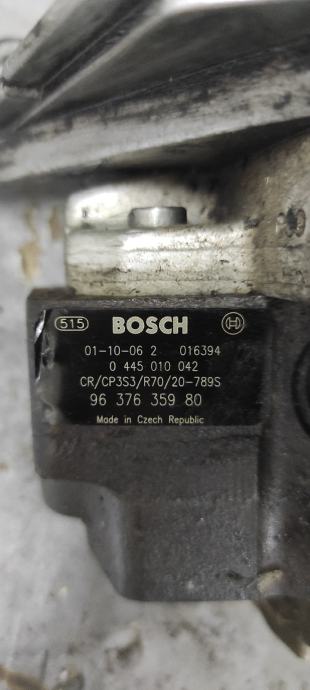 515 BOSCH
01-10-06 2 016394
0 445 010 042
CR/CP3S3/R70/20-789S
96 376 359 80
Made in Czech Republic